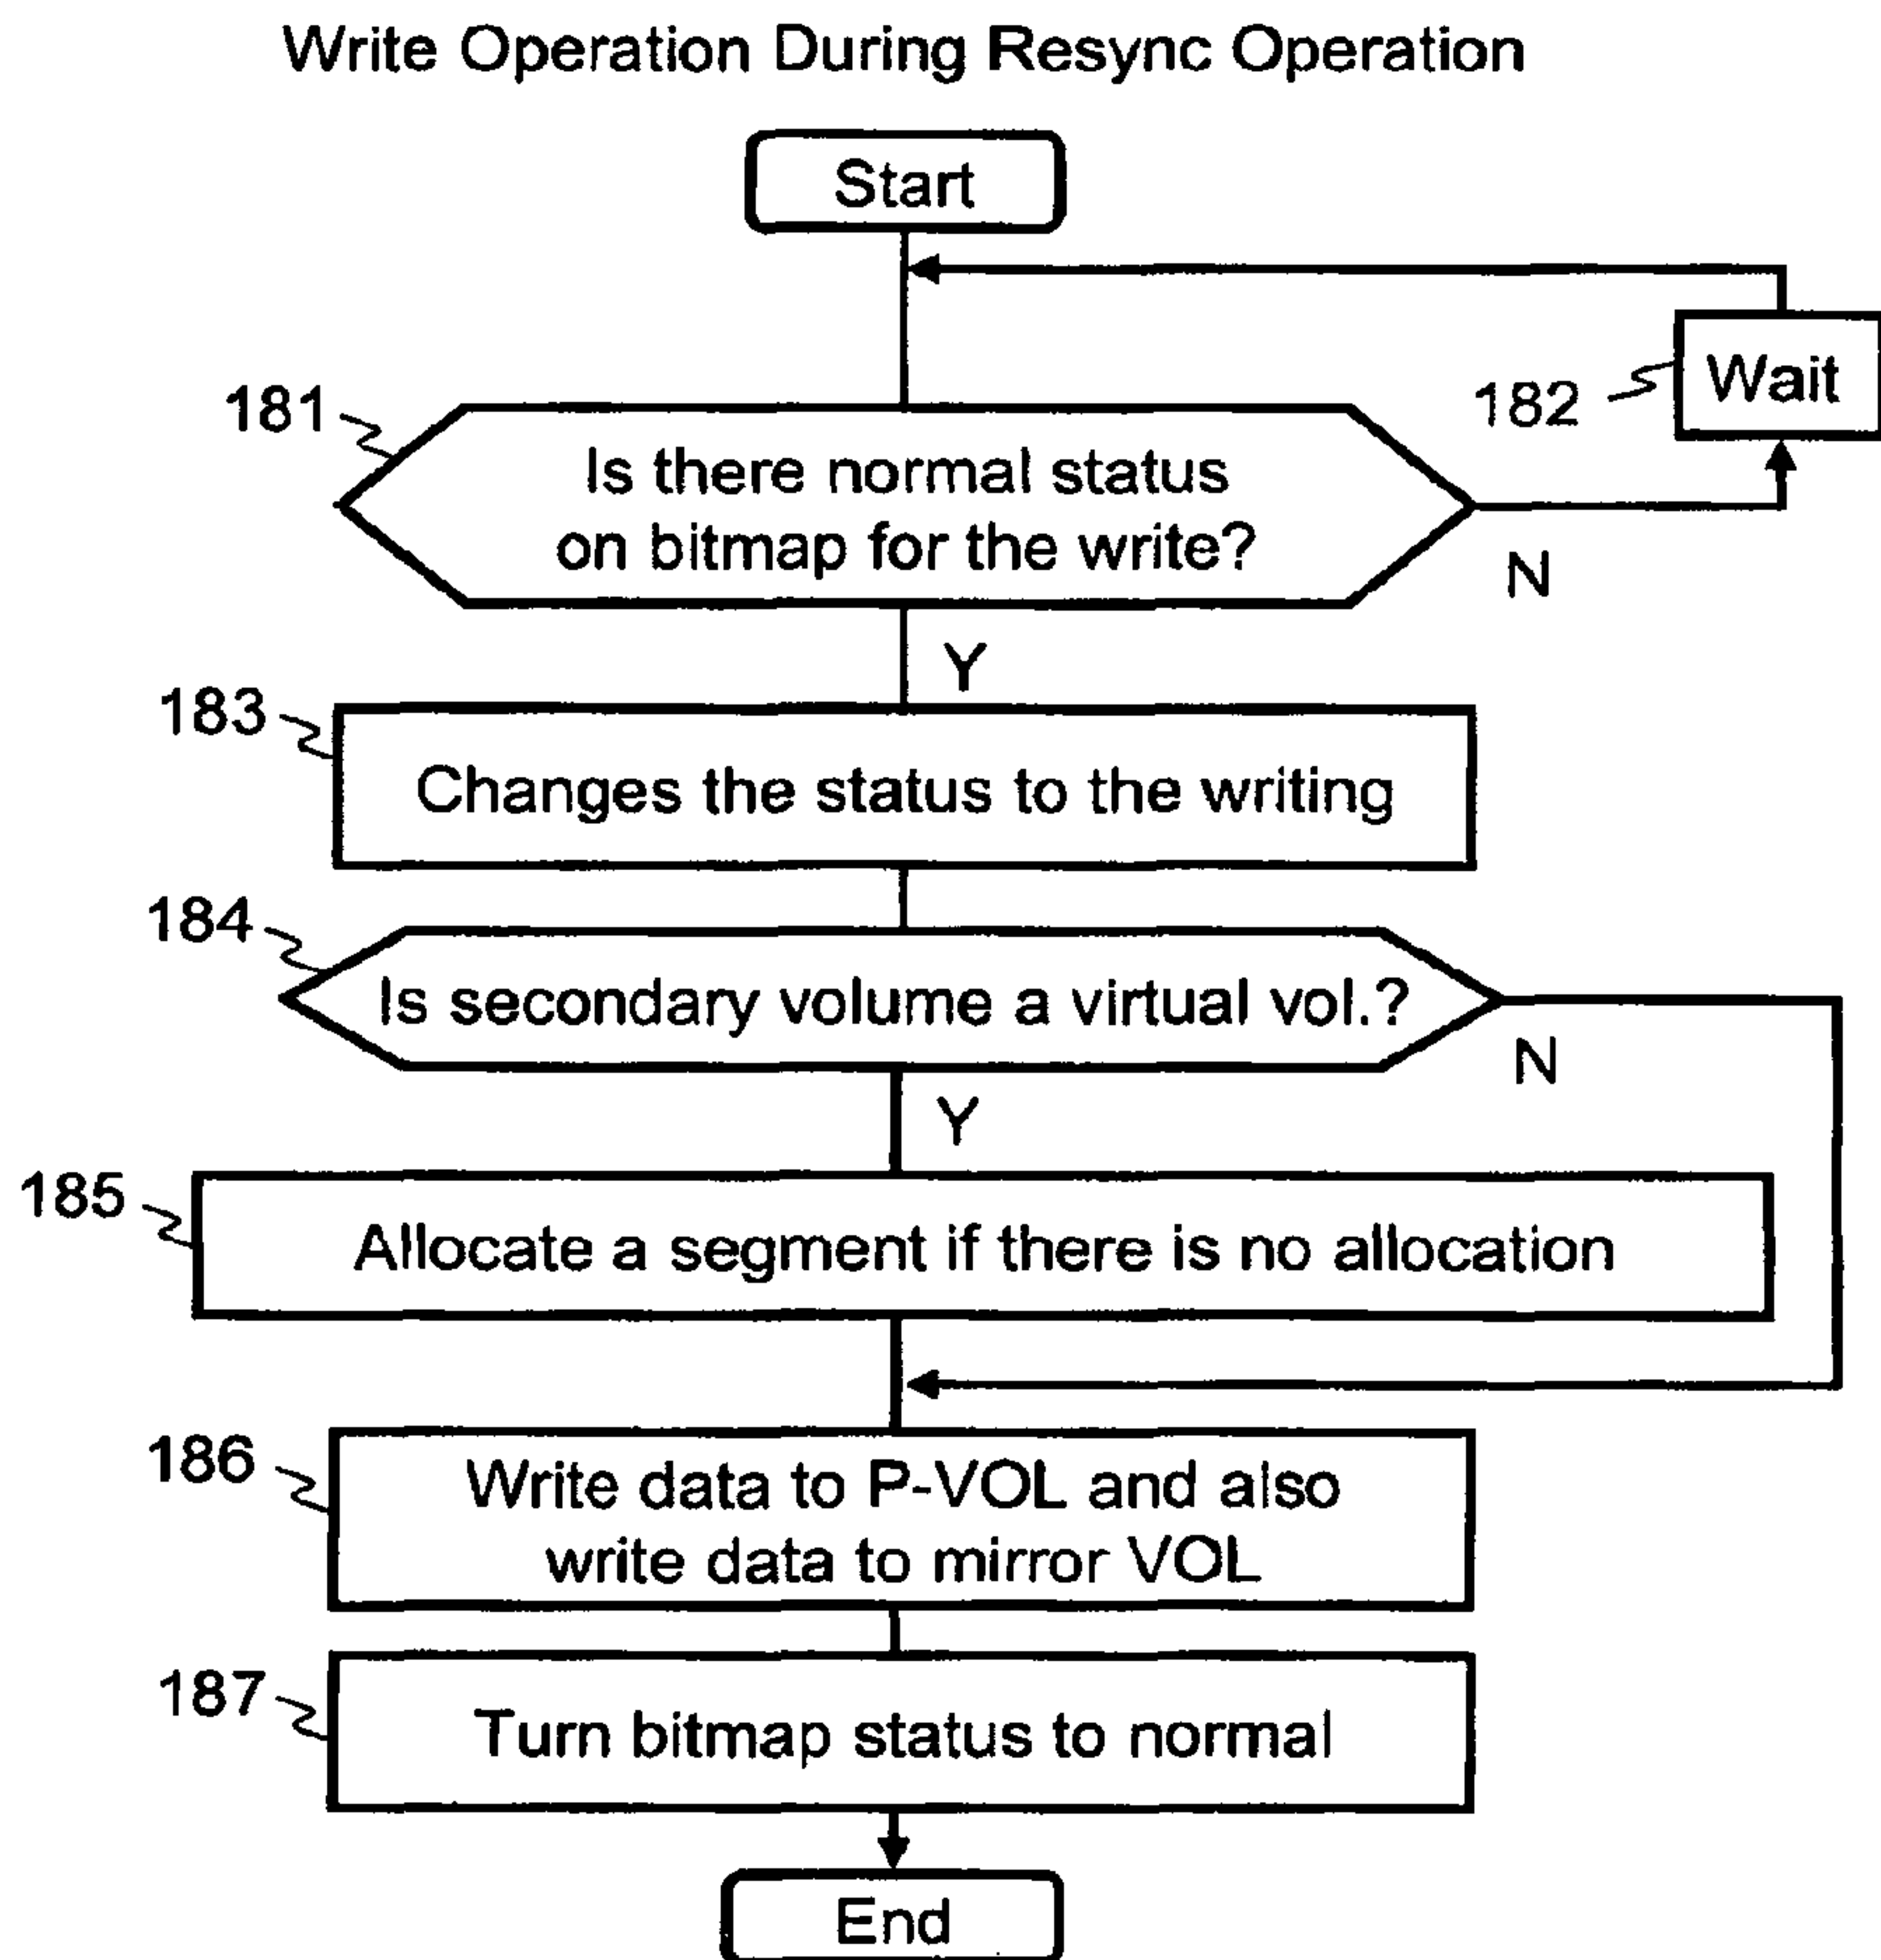 Write Operation During Resync Operation
Start
182
Wait
181
Is there normal status
on bitmap for the write?
N
Y
183
Changes the status to the writing
184
Is secondary volume a virtual vol.?
N
Y
185
Allocate a segment if there is no allocation
186
Write data to P-VOL and also
write data to mirror VOL
187
Turn bitmap status to normal
End